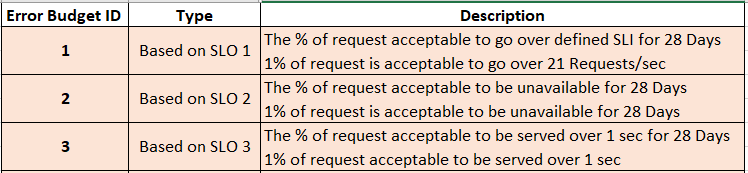 Error Budget ID Type Description
1 Based on SLO 1 The % of request acceptable to go over defined SLI for 28 Days
1% of request is acceptable to go over 21 Requests/sec
2 Based on SLO 2 The % of request acceptable to be unavailable for 28 Days
1% of request is acceptable to be unavailable for 28 Days
3 Based on SLO 3 The % of request acceptable to be served over 1 sec for 28 Days
1% of request acceptable to be served over 1 sec